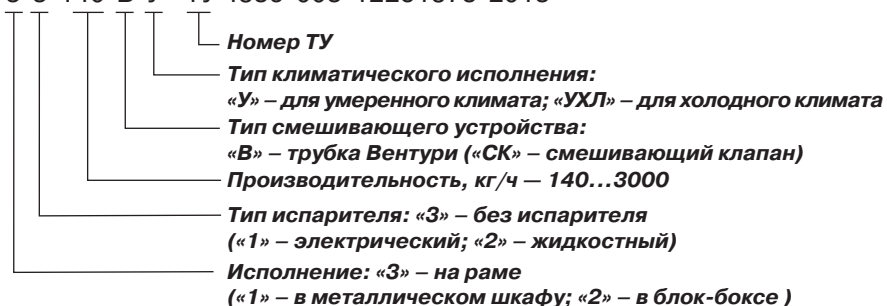 Номер ТУ
Тип климатического исполнения:
«У» – для умеренного климата; «УХЛ» – для холодного климата
Тип смешивающего устройства:
«В» – трубка Вентури («СК» – смешивающий клапан)
Производительность, кг/ч — 140...3000
Тип испарителя: «3» – без испарителя
(«1» – электрический; «2» – жидкостный)
Исполнение: «3» – на раме
(«1» – в металлическом шкафу; «2» – в блок-боксе )